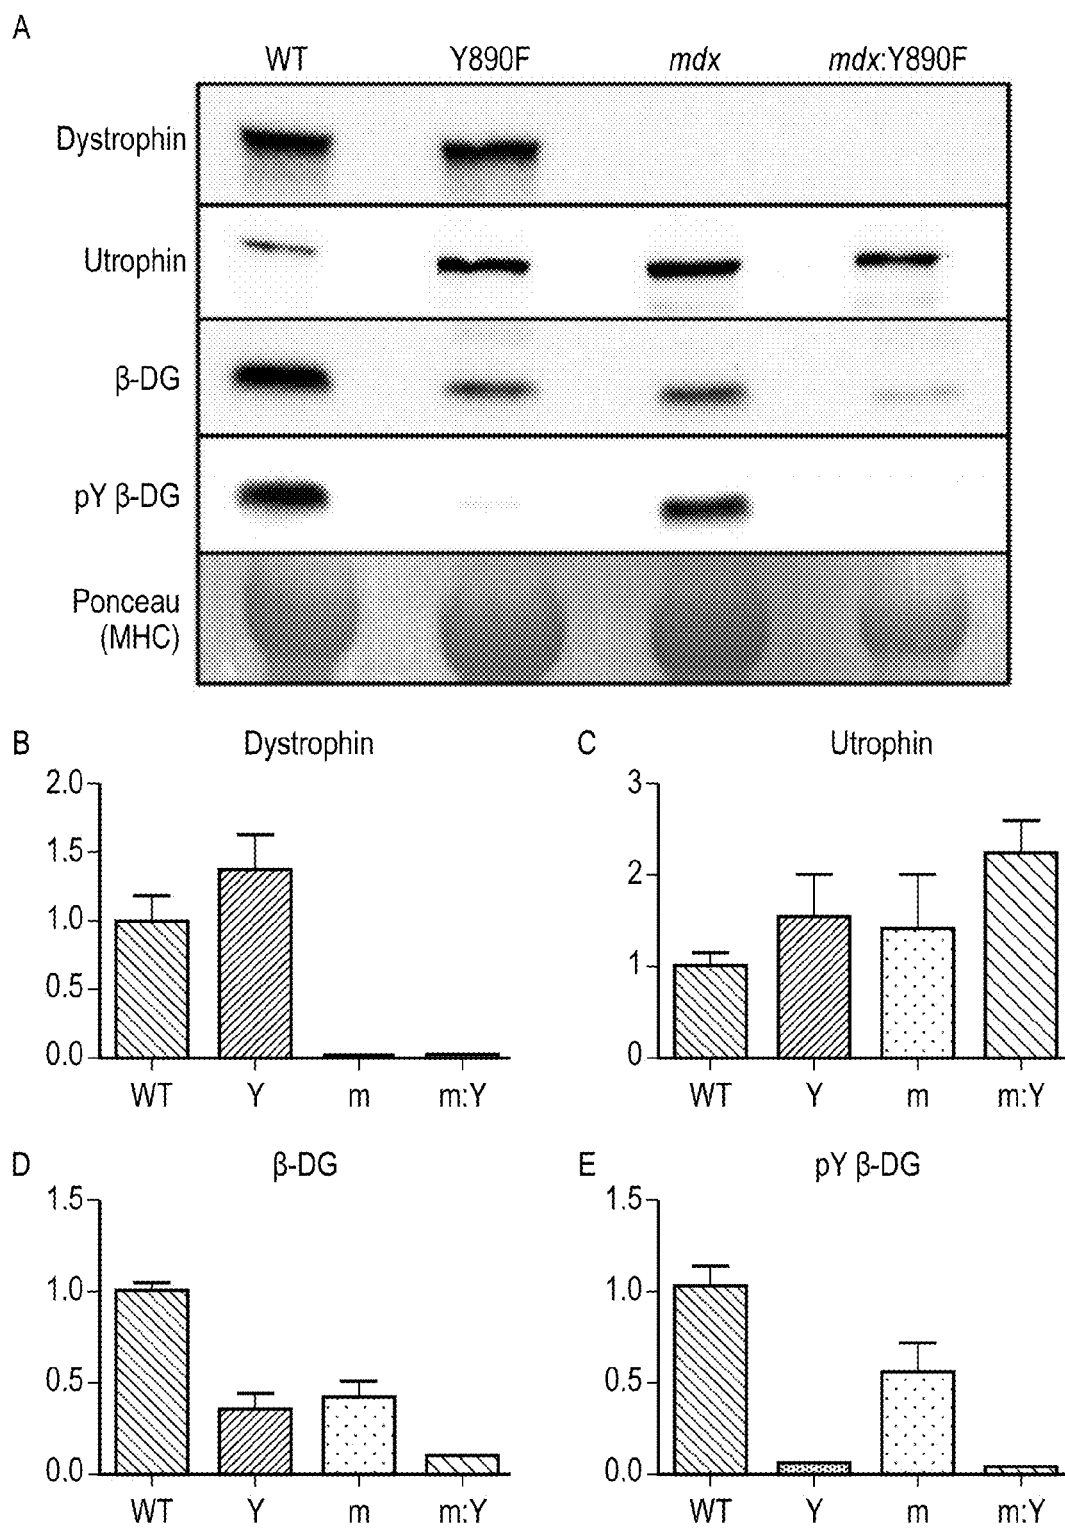 A
WT Y890F mdx mdx:Y890F
Dystrophin
Utrophin
β-DG
pY β-DG
Ponceau
(MHC)
B Dystrophin
2.0
1.5
1.0
0.5
0.0
WT Y m m:Y
C Utrophin
3
2
1
0
WT Y m m:Y
D β-DG
1.5
1.0
0.5
0.0
WT Y m m:Y
E pY β-DG
1.5
1.0
0.5
0.0
WT Y m m:Y